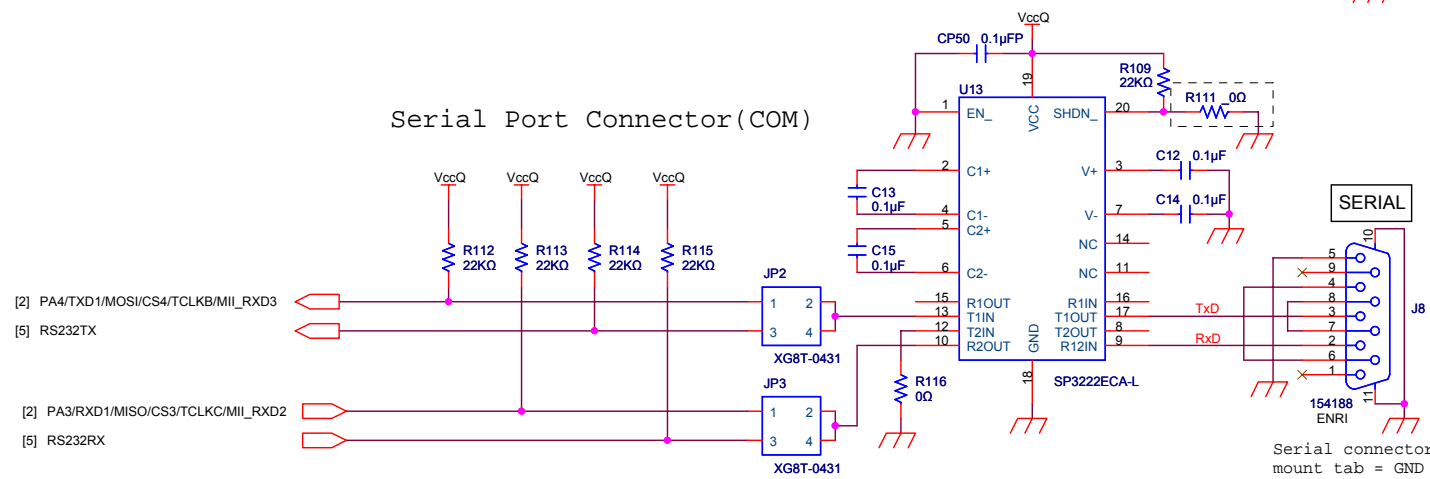 VccQ
CP50 0.1µFP
R109
22KΩ
R111 _0Ω
U13
19
1 EN_ VCC SHDN_ 20
Serial Port Connector(COM)
2 C1+ V+ 3
C12 0.1µF
VccQ VccQ VccQ VccQ
C13
0.1µF
4 C1- V- 7
C14 0.1µF
5 C2+
SERIAL
NC 14
C15
0.1µF
6 C2- NC 11
R112
22KΩ
R113
22KΩ
R114
22KΩ
R115
22KΩ
JP2
[2] PA4/TXD1/MOSI/CS4/TCLKB/MII_RXD3
1 2
15 R1OUT R1IN 16
13 T1IN T1OUT 17
TxD
[5] RS232TX
3 4
12 T2IN T2OUT 8
10 R2OUT GND R12IN 9
RxD
XG8T-0431
18
SP3222ECA-L
R116
0Ω
JP3
[2] PA3/RXD1/MISO/CS3/TCLKC/MII_RXD2
1 2
[5] RS232RX
3 4
XG8T-0431
10
5
9
4
8
3
7
2
6
1
11
J8
154188
ENRI
Serial connector
mount tab = GND